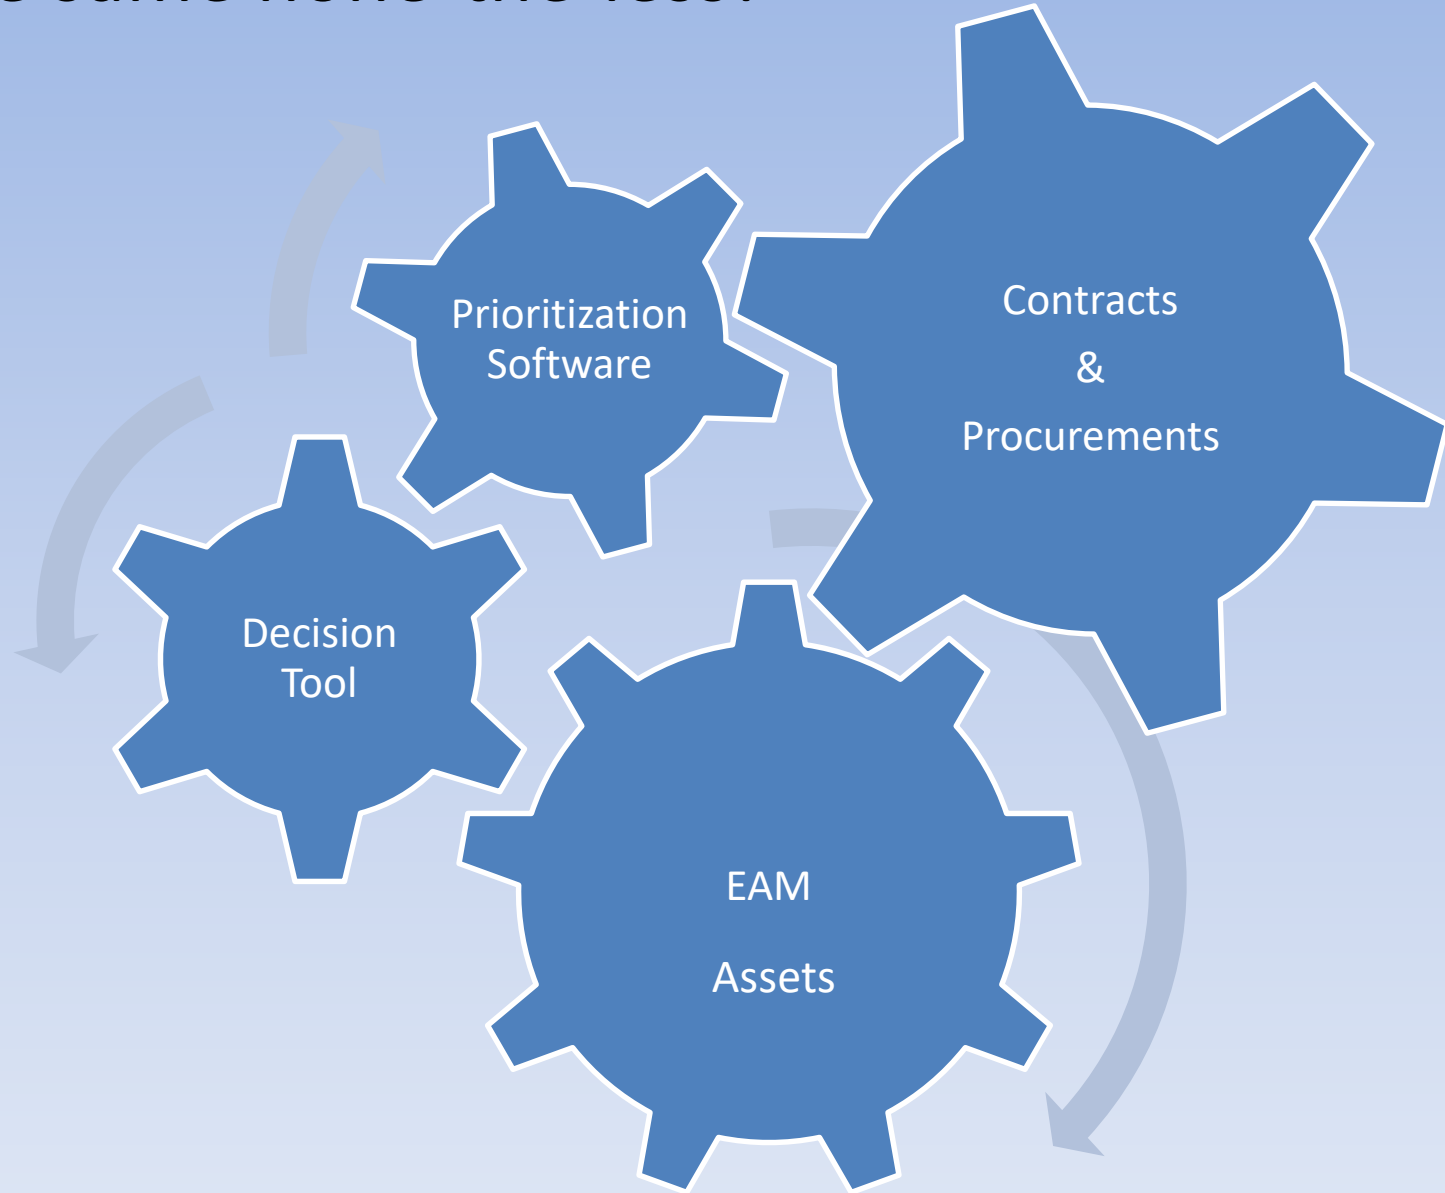 Prioritization
Software
Contracts
&
Procurements
Decision
Tool
EAM
Assets